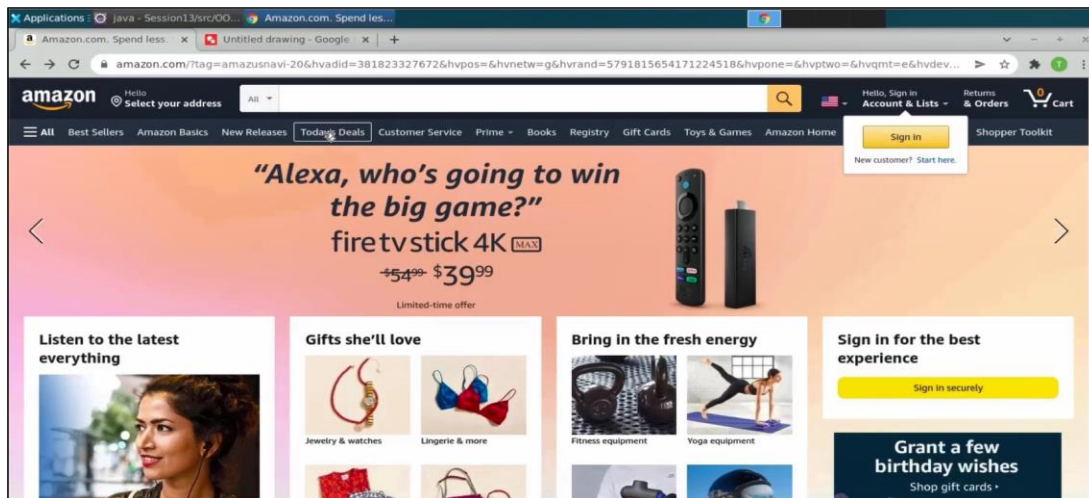 Applications
java - Session13/src/OO...
Amazon.com. Spend les...
Amazon.com. Spend less
Untitled drawing - Google
amazon.com/?tag=amazusnavi-20&hvadid=381823327672&hvpos=&hvnetw=g&hvrand=5791815654171224518&hvpone=&hvptwo=&hvqmt=e&hvdev...
amazon
Hello
Select your address
All
Hello, Sign in
Account & Lists
Returns
& Orders
0
Cart
All Best Sellers Amazon Basics New Releases Today's Deals Customer Service Prime Books Registry Gift Cards Toys & Games Amazon Home Shopper Toolkit
Sign in
New customer? Start here.
“Alexa, who’s going to win
the big game?”
fire tv stick 4K MAX
$54⁹⁹ $39⁹⁹
Limited-time offer
Listen to the latest
everything
Gifts she'll love
Jewelry & watches
Lingerie & more
Bring in the fresh energy
Fitness equipment
Yoga equipment
Sign in for the best
experience
Sign in securely
Grant a few
birthday wishes
Shop gift cards ›